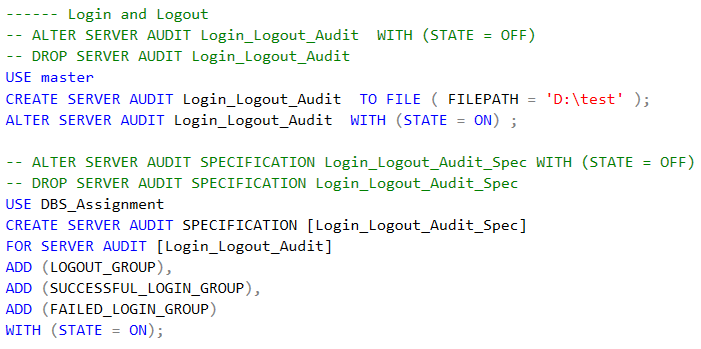 ------ Login and Logout
-- ALTER SERVER AUDIT Login_Logout_Audit  WITH (STATE = OFF)
-- DROP SERVER AUDIT Login_Logout_Audit
USE master
CREATE SERVER AUDIT Login_Logout_Audit  TO FILE ( FILEPATH = 'D:\test' );
ALTER SERVER AUDIT Login_Logout_Audit  WITH (STATE = ON) ;

-- ALTER SERVER AUDIT SPECIFICATION Login_Logout_Audit_Spec WITH (STATE = OFF)
-- DROP SERVER AUDIT SPECIFICATION Login_Logout_Audit_Spec
USE DBS_Assignment
CREATE SERVER AUDIT SPECIFICATION [Login_Logout_Audit_Spec]
FOR SERVER AUDIT [Login_Logout_Audit]
ADD (LOGOUT_GROUP),
ADD (SUCCESSFUL_LOGIN_GROUP),
ADD (FAILED_LOGIN_GROUP)
WITH (STATE = ON);